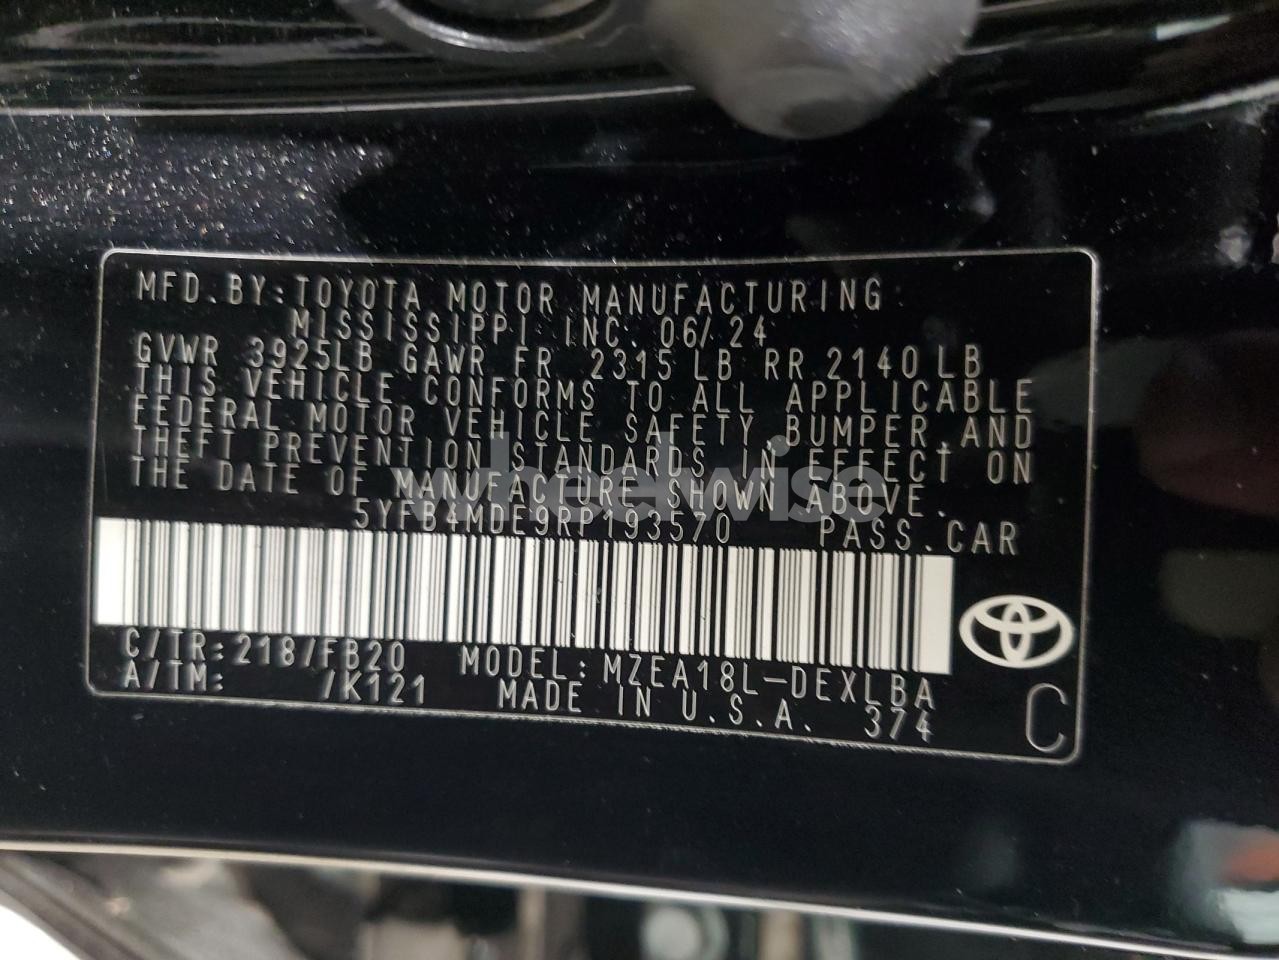 MFD.BY:TOYOTA MOTOR MANUFACTURING
MISSISSIPPI INC. 06/24
GVWR 3925LB GAWR FR 2315 LB RR 2140 LB
THIS VEHICLE CONFORMS TO ALL APPLICABLE
FEDERAL MOTOR VEHICLE SAFETY,BUMPER,AND
THEFT PREVENTION STANDARDS IN EFFECT ON
THE DATE OF MANUFACTURE SHOWN ABOVE.
wheelwise
5YFB4MDE9RP193570 PASS.CAR
C/TR:218/FB20 MODEL:MZEA18L-DEXLBA
A/TM: /K121 MADE IN U.S.A. 374
C